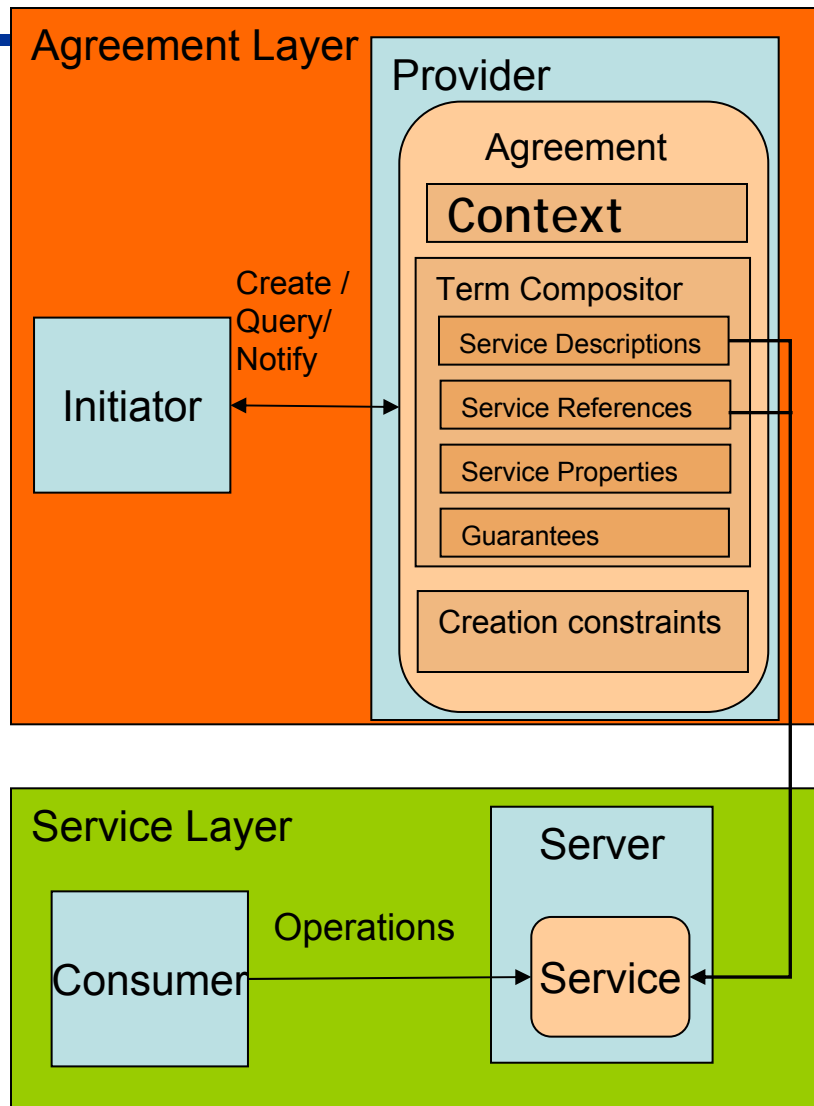 Agreement Layer
Provider
Agreement
Context
Create /
Query/
Notify
Term Compositor
Service Descriptions
Initiator
Service References
Service Properties
Guarantees
Creation constraints
Service Layer
Server
Operations
Consumer
Service